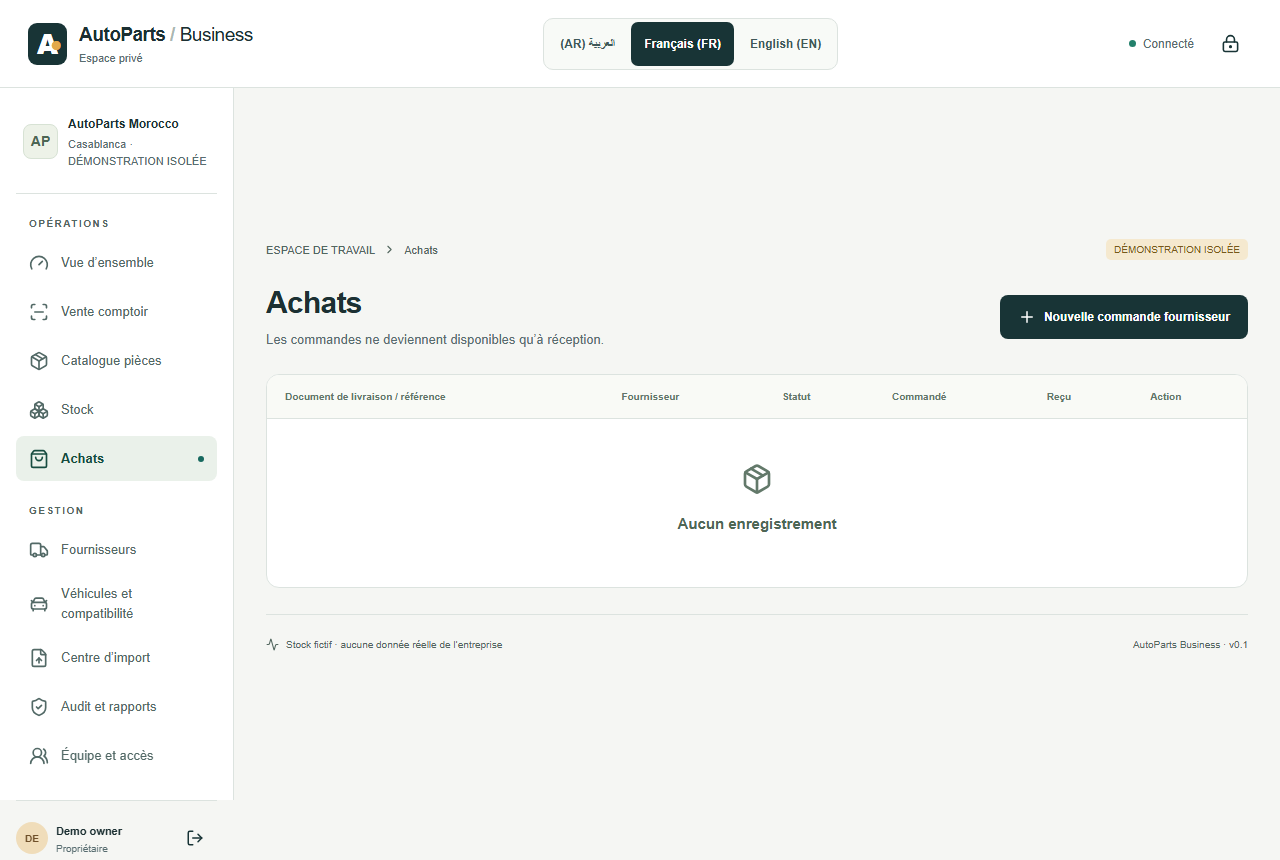 AutoParts / Business
Espace privé
العربية (AR)
Français (FR)
English (EN)
Connecté
AP
AutoParts Morocco
Casablanca ·
DÉMONSTRATION ISOLÉE
OPÉRATIONS
Vue d’ensemble
Vente comptoir
Catalogue pièces
Stock
Achats
GESTION
Fournisseurs
Véhicules et
compatibilité
Centre d’import
Audit et rapports
Équipe et accès
DE
Demo owner
Propriétaire
ESPACE DE TRAVAIL
Achats
DÉMONSTRATION ISOLÉE
Achats
Les commandes ne deviennent disponibles qu’à réception.
Nouvelle commande fournisseur
Document de livraison / référence
Fournisseur
Statut
Commandé
Reçu
Action
Aucun enregistrement
Stock fictif · aucune donnée réelle de l’entreprise
AutoParts Business · v0.1